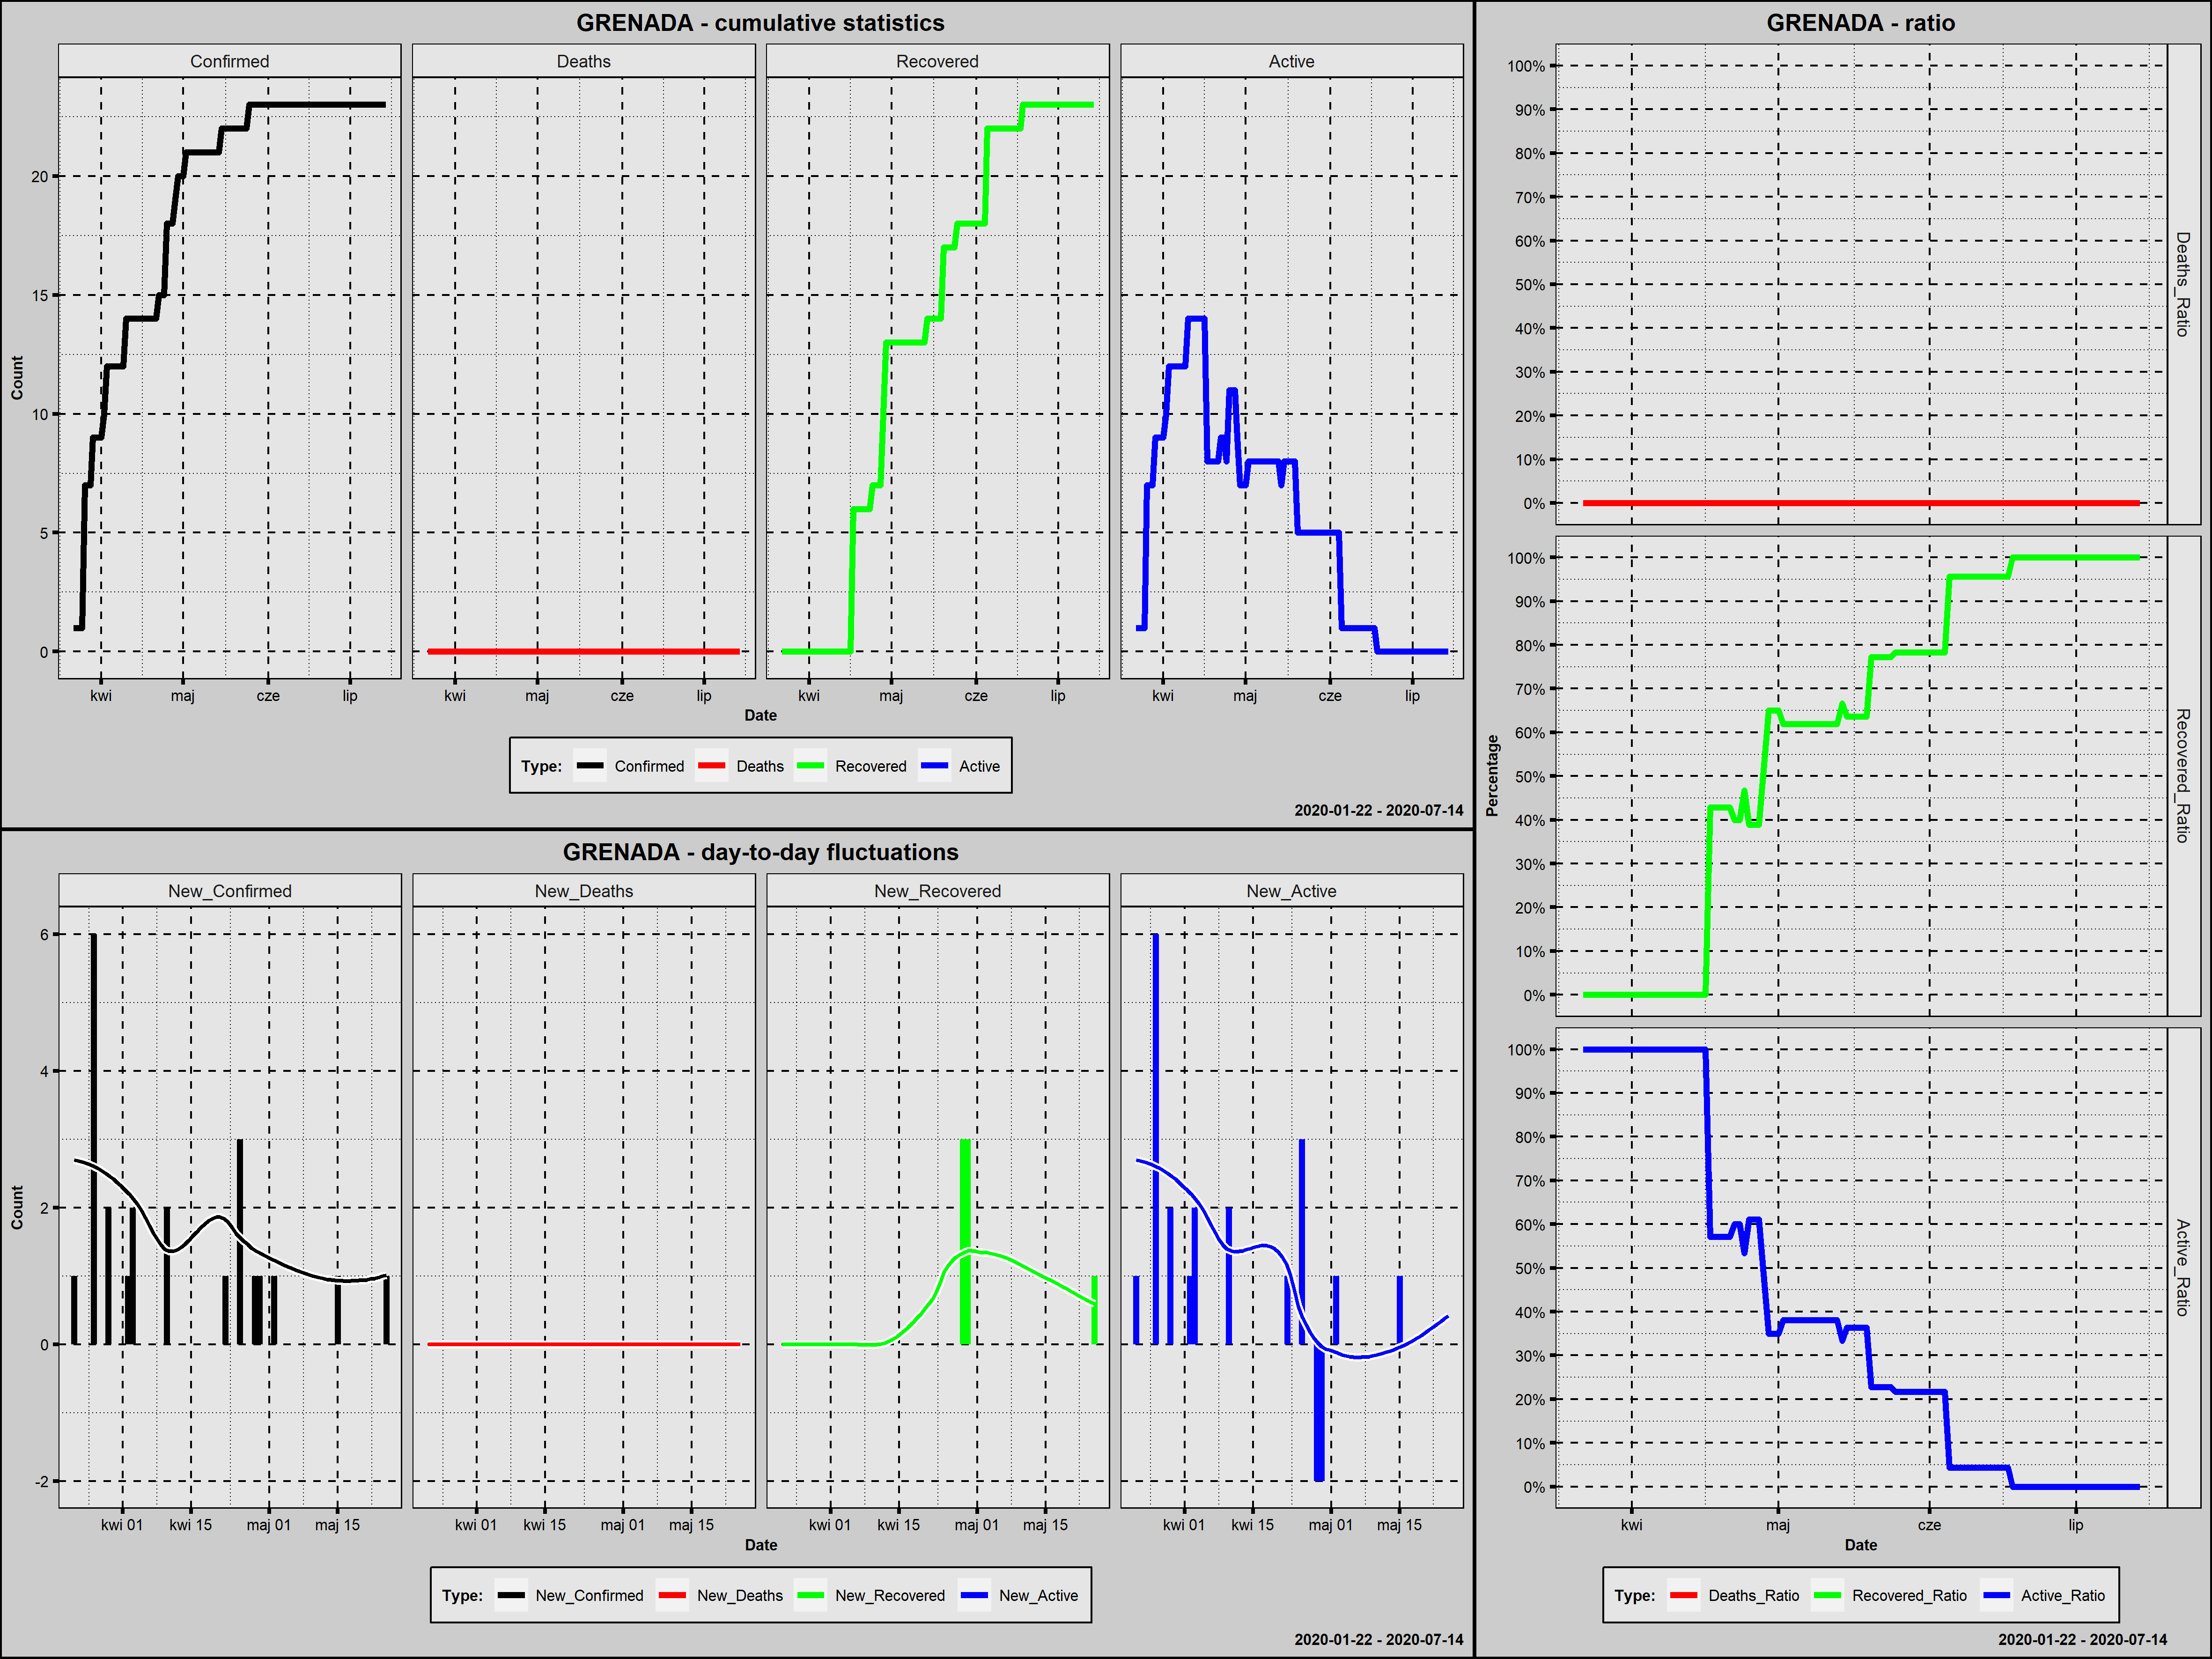 GRENADA - cumulative statistics
Confirmed
Deaths
Recovered
Active
Count
20
15
10
5
0
kwi maj cze lip
kwi maj cze lip
kwi maj cze lip
kwi maj cze lip
Date
Type: Confirmed Deaths Recovered Active
2020-01-22 - 2020-07-14
GRENADA - day-to-day fluctuations
New_Confirmed
New_Deaths
New_Recovered
New_Active
Count
6
4
2
0
-2
kwi 01 kwi 15 maj 01 maj 15
kwi 01 kwi 15 maj 01 maj 15
kwi 01 kwi 15 maj 01 maj 15
kwi 01 kwi 15 maj 01 maj 15
Date
Type: New_Confirmed New_Deaths New_Recovered New_Active
2020-01-22 - 2020-07-14
GRENADA - ratio
Percentage
100%
90%
80%
70%
60%
50%
40%
30%
20%
10%
0%
Deaths_Ratio
100%
90%
80%
70%
60%
50%
40%
30%
20%
10%
0%
Recovered_Ratio
100%
90%
80%
70%
60%
50%
40%
30%
20%
10%
0%
Active_Ratio
kwi maj cze lip
Date
Type: Deaths_Ratio Recovered_Ratio Active_Ratio
2020-01-22 - 2020-07-14